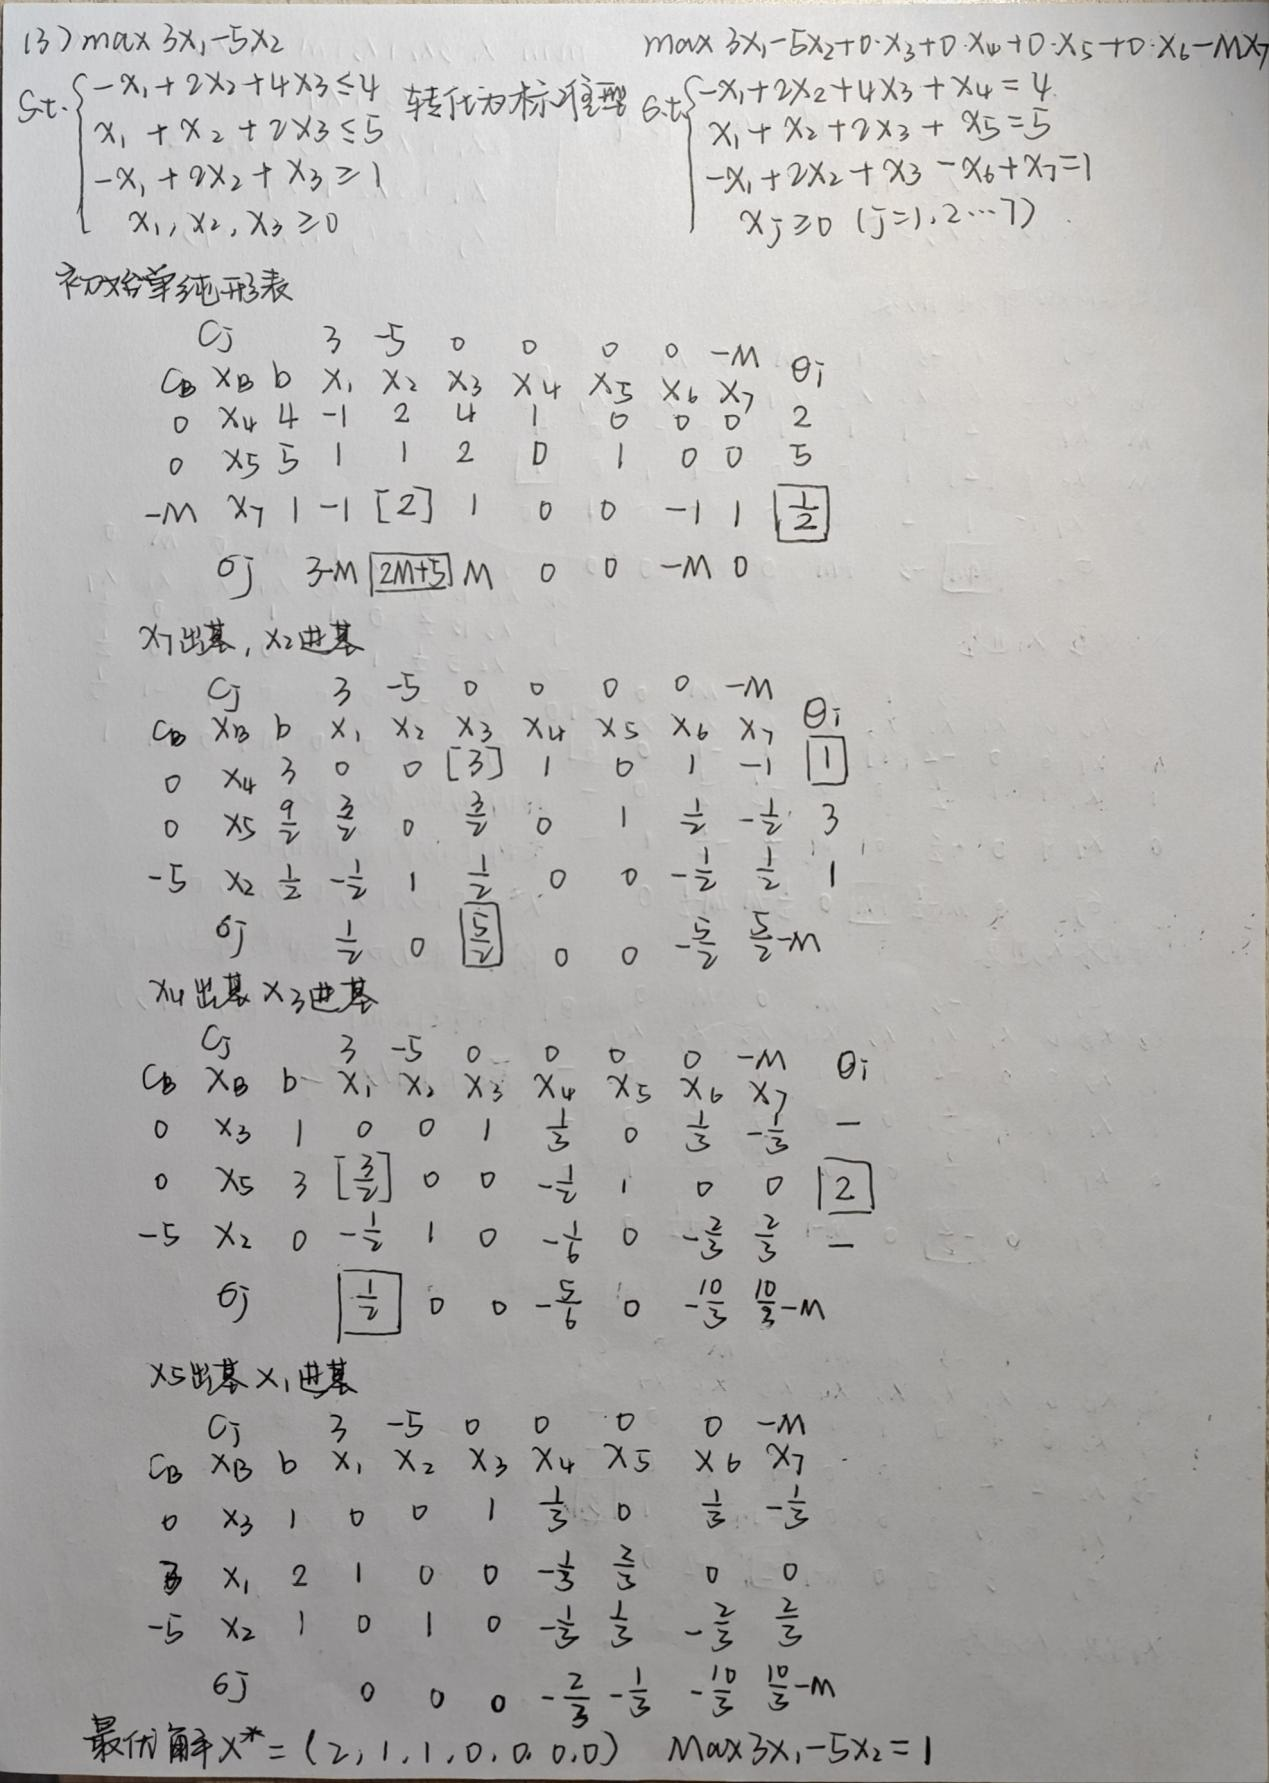 (3) max 3x₁-5x₂    max 3x₁-5x₂+0·x₃+0·x₄+0·x₅+0·x₆-Mx₇
s.t. { -x₁+2x₂+4x₃≤4    转化为标准型 s.t. { -x₁+2x₂+4x₃+x₄=4
x₁+x₂+2x₃≤5    x₁+x₂+2x₃+x₅=5
-x₁+2x₂+x₃≥1    -x₁+2x₂+x₃-x₆+x₇=1
x₁,x₂,x₃≥0    xⱼ≥0 (j=1,2…7)
初始单纯形表
Cj 3 -5 0 0 0 0 -M θi
CB XB b x₁ x₂ x₃ x₄ x₅ x₆ x₇
0 x₄ 4 -1 2 4 1 0 0 0 2
0 x₅ 5 1 1 2 0 1 0 0 5
-M x₇ 1 -1 [2] 1 0 0 -1 1 1/2
σj 3-M 2M+5 M 0 0 -M 0
x₇出基, x₂进基
Cj 3 -5 0 0 0 0 -M
CB XB b x₁ x₂ x₃ x₄ x₅ x₆ x₇ θi
0 x₄ 3 0 0 [3] 1 0 1 -1 1
0 x₅ 9/2 3/2 0 3/2 0 1 1/2 -1/2 3
-5 x₂ 1/2 -1/2 1 1/2 0 0 -1/2 1/2 1
σj 1/2 0 5/2 0 0 -5/2 5/2-M
x₄出基 x₃进基
Cj 3 -5 0 0 0 0 -M θi
CB XB b x₁ x₂ x₃ x₄ x₅ x₆ x₇
0 x₃ 1 0 0 1 1/3 0 1/3 -1/3 -
0 x₅ 3 [3/2] 0 0 -1/2 1 0 0 2
-5 x₂ 0 -1/2 1 0 -1/6 0 -2/3 2/3 -
σj 1/2 0 0 -5/6 0 -10/3 10/3-M
x₅出基 x₁进基
Cj 3 -5 0 0 0 0 -M
CB XB b x₁ x₂ x₃ x₄ x₅ x₆ x₇
0 x₃ 1 0 0 1 1/3 0 1/3 -1/3
3 x₁ 2 1 0 0 -1/3 2/3 0 0
-5 x₂ 1 0 1 0 -1/3 1/3 -2/3 2/3
σj 0 0 0 -2/3 -1/3 -10/3 10/3-M
最优解 X*=(2,1,1,0,0,0,0)    Max 3x₁-5x₂=1